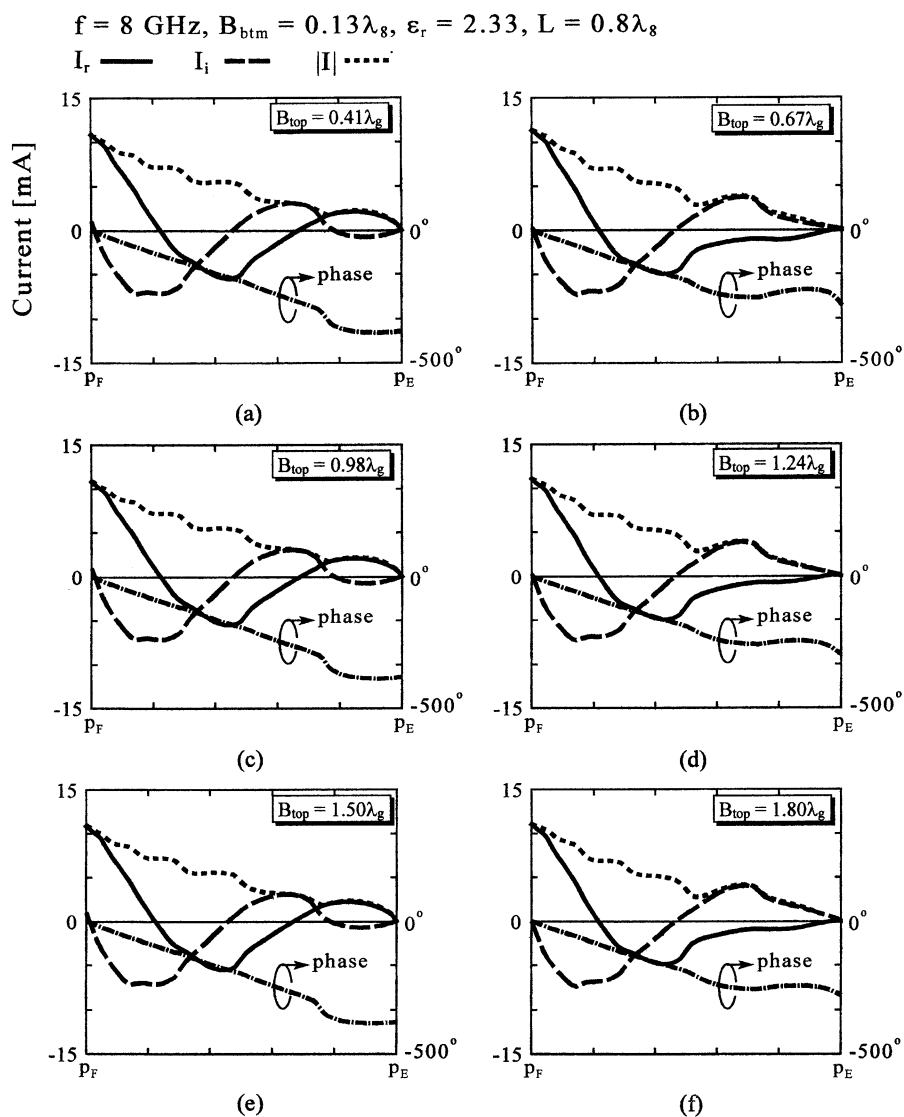 f = 8 GHz, B_btm = 0.13λ₈, ε_r = 2.33, L = 0.8λ₈
I_r I_i |I|
Current [mA]
15
0
-15
B_top = 0.41λ_g
phase
0°
-500°
p_F p_E
(a)
15
0
-15
B_top = 0.67λ_g
phase
0°
-500°
p_F p_E
(b)
15
0
-15
B_top = 0.98λ_g
phase
0°
-500°
p_F p_E
(c)
15
0
-15
B_top = 1.24λ_g
phase
0°
-500°
p_F p_E
(d)
15
0
-15
B_top = 1.50λ_g
phase
0°
-500°
p_F p_E
(e)
15
0
-15
B_top = 1.80λ_g
phase
0°
-500°
p_F p_E
(f)